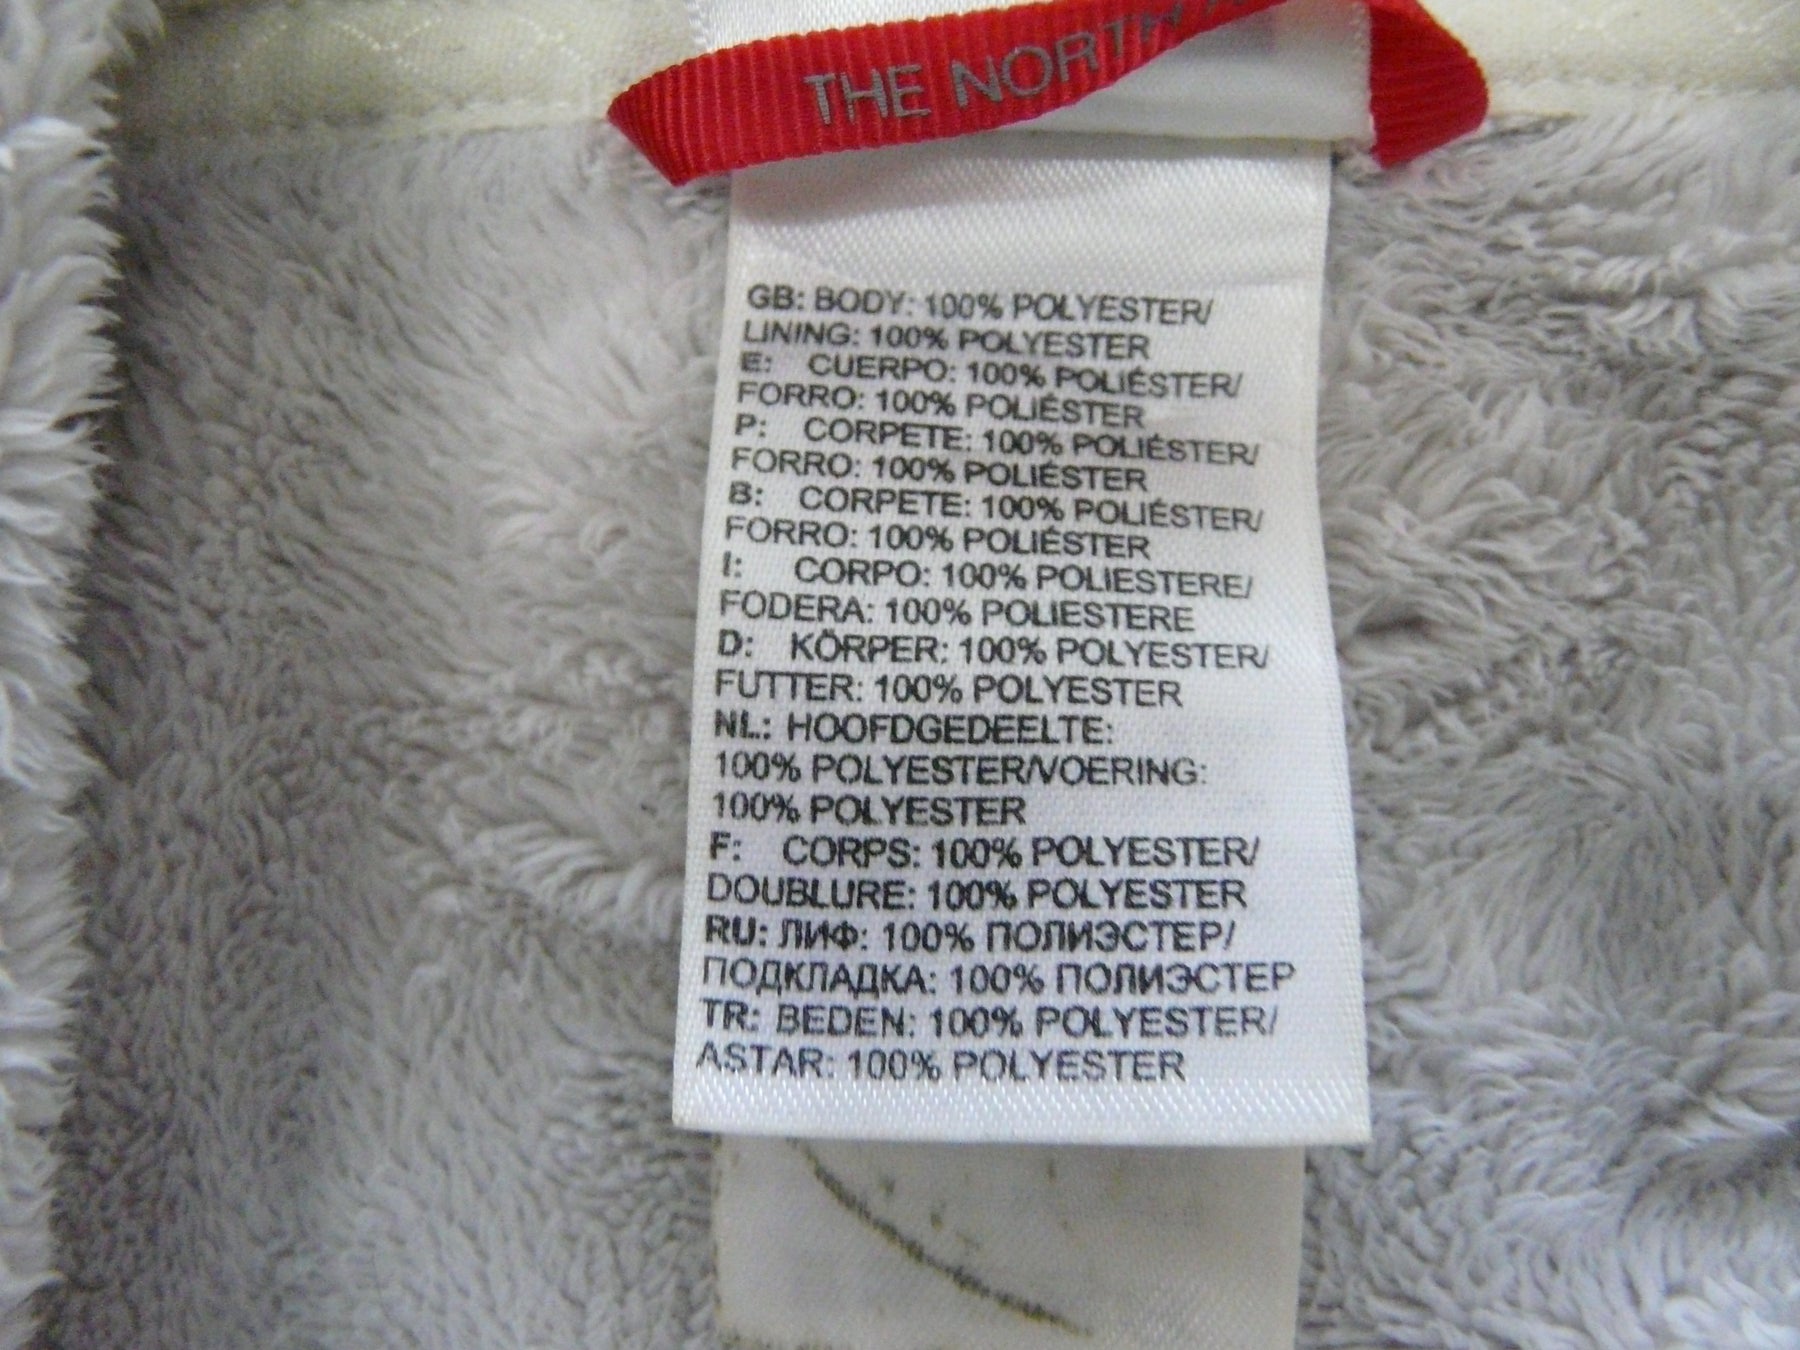 THE NORTH
GB: BODY: 100% POLYESTER/
LINING: 100% POLYESTER
E: CUERPO: 100% POLIÉSTER/
FORRO: 100% POLIÉSTER
P: CORPETE: 100% POLIÉSTER/
FORRO: 100% POLIÉSTER
B: CORPETE: 100% POLIÉSTER/
FORRO: 100% POLIÉSTER
I: CORPO: 100% POLIESTERE/
FODERA: 100% POLIESTERE
D: KÖRPER: 100% POLYESTER/
FUTTER: 100% POLYESTER
NL: HOOFDGEDEELTE:
100% POLYESTER/VOERING:
100% POLYESTER
F: CORPS: 100% POLYESTER/
DOUBLURE: 100% POLYESTER
RU: ЛИФ: 100% ПОЛИЭСТЕР/
ПОДКЛАДКА: 100% ПОЛИЭСТЕР
TR: BEDEN: 100% POLYESTER/
ASTAR: 100% POLYESTER